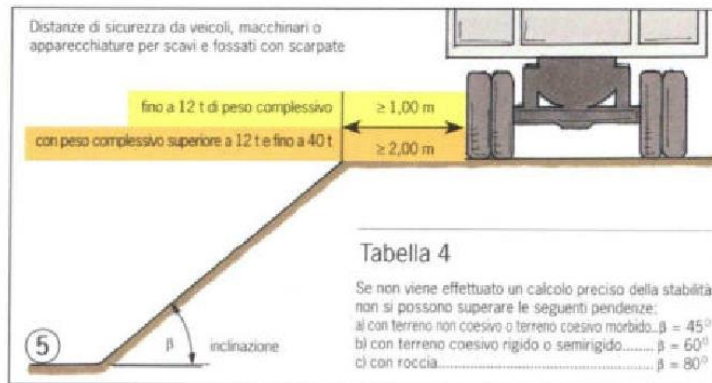 Distanze di sicurezza da veicoli, macchinari o
apparecchiature per scavi e fossati con scarpate
fino a 12 t di peso complessivo ≥ 1,00 m
con peso complessivo superiore a 12 t e fino a 40 t ≥ 2,00 m
Tabella 4
Se non viene effettuato un calcolo preciso della stabilità
non si possono superare le seguenti pendenze:
a) con terreno non coesivo o terreno coesivo morbido..β = 45°
b) con terreno coesivo rigido o semirigido.......... β = 60°
c) con roccia.................................................. β = 80°
5 β inclinazione